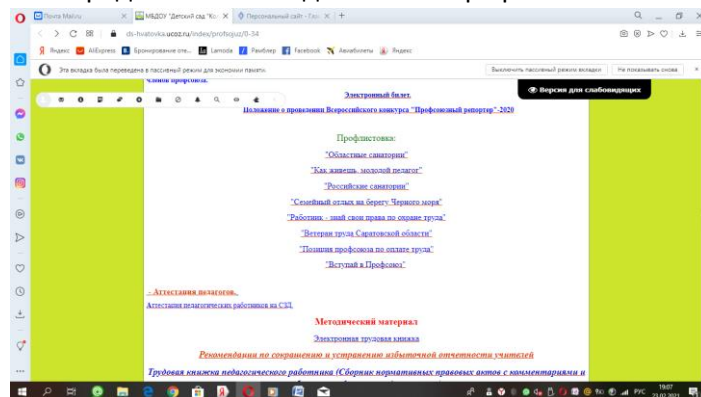 Почта Mail.ru
МБДОУ "Детский сад "Ко
Персональный сайт - Гла
ds-hvatovka.ucoz.ru/index/profsojuz/0-34
Яндекс
AliExpress
Бронирование оте...
Lamoda
Рамблер
Facebook
Авиабилеты
Яндекс
Эта вкладка была переведена в пассивный режим для экономии памяти.
Выключить пассивный режим вкладки
Не показывать снова
членов профсоюза.
Версия для слабовидящих
Электронный билет.
Положение о проведении Всероссийского конкурса "Профсоюзный репортер"-2020
Профлистовка:
"Областные санатории"
"Как живешь, молодой педагог"
"Российские санатории"
"Семейный отдых на берегу Черного моря"
"Работник - знай свои права по охране труда"
"Ветеран труда Саратовской области"
"Позиция профсоюза по оплате труда"
"Вступай в Профсоюз"
- Аттестация педагогов.
Аттестация педагогических работников на СЗД.
Методический материал
Электронная трудовая книжка
Рекомендации по сокращению и устранению избыточной отчетности учителей
Трудовая книжка педагогического работника (Сборник нормативных правовых актов с комментариями и
РУС
19:07
23.02.2021